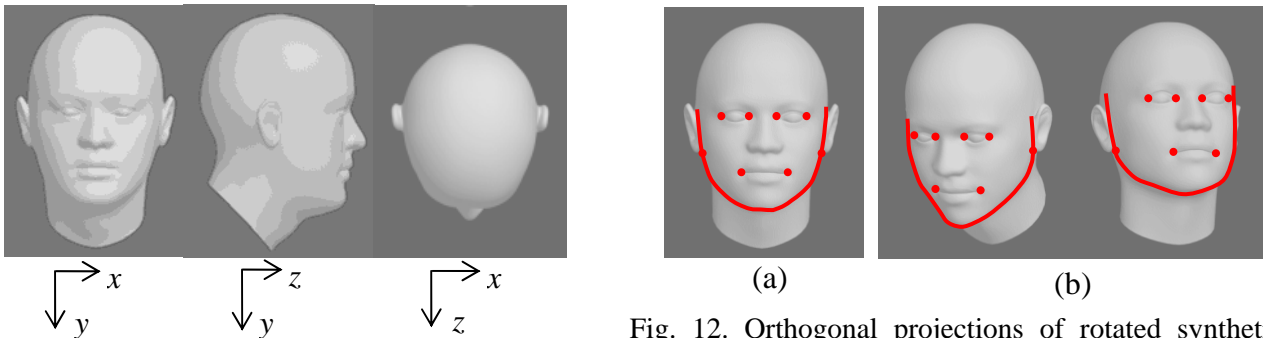 x
y
z
y
x
z
(a)
(b)
Fig. 12. Orthogonal projections of rotated synthet